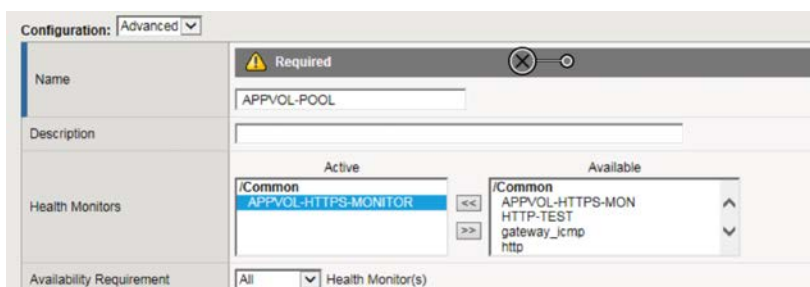 Configuration: Advanced
Name
Required
APPVOL-POOL
Description
Active
Available
Health Monitors
/Common
APPVOL-HTTPS-MONITOR
<<
>>
/Common
APPVOL-HTTPS-MON
HTTP-TEST
gateway_icmp
http
Availability Requirement
All Health Monitor(s)